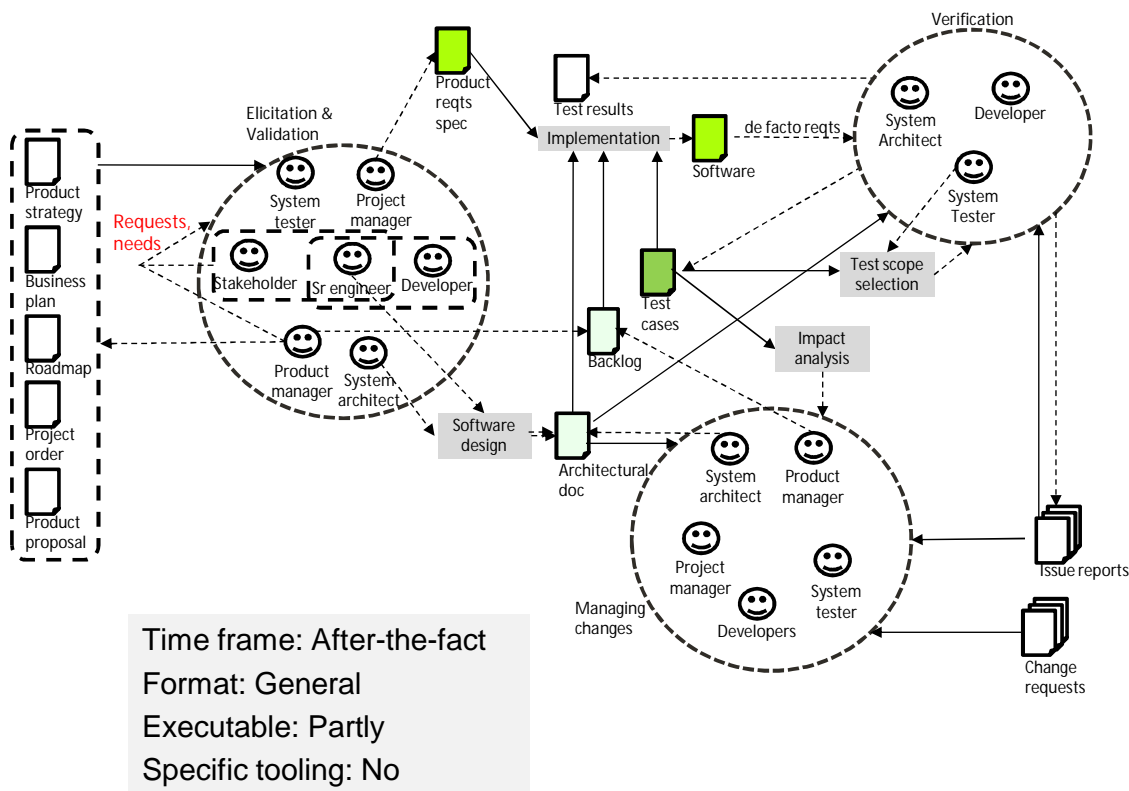 Verification
Product
reqts
spec
Test results
System
Architect
Developer
Elicitation &
Validation
Implementation
de facto reqts
Software
System
Tester
Product
strategy
System
tester
Project
manager
Requests,
needs
Stakeholder
Sr engineer
Developer
Business
plan
Test
cases
Test scope
selection
Roadmap
Product
manager
System
architect
Backlog
Impact
analysis
Project
order
Software
design
Architectural
doc
System
architect
Product
manager
Product
proposal
Project
manager
System
tester
Issue reports
Managing
changes
Developers
Change
requests
Time frame: After-the-fact
Format: General
Executable: Partly
Specific tooling: No